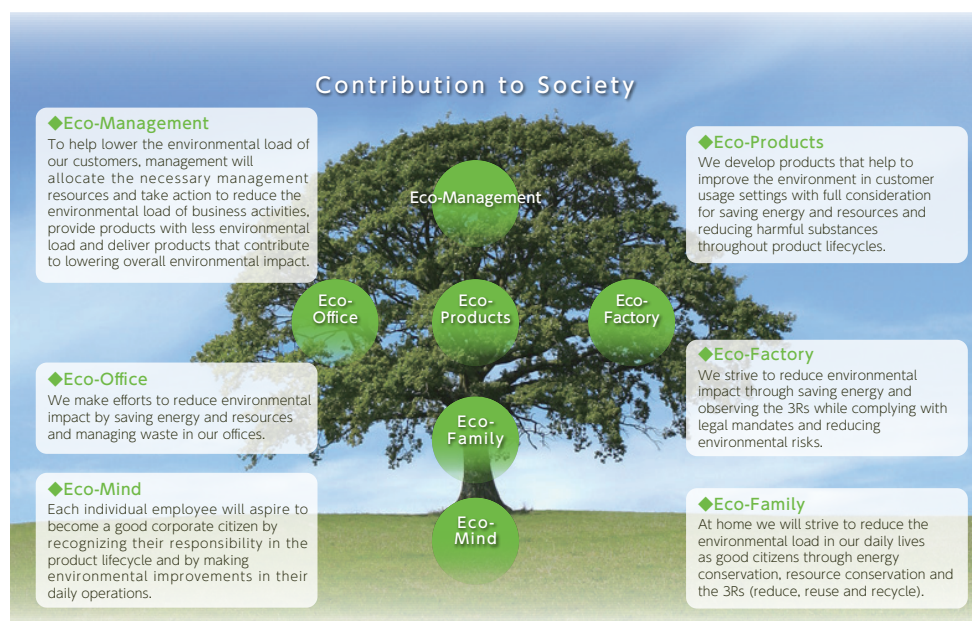 Contribution to Society
◆Eco-Management
To help lower the environmental load of
our customers, management will
allocate the necessary management
resources and take action to reduce the
environmental load of business activities,
provide products with less environmental
load and deliver products that contribute
to lowering overall environmental impact.
◆Eco-Office
We make efforts to reduce environmental
impact by saving energy and resources
and managing waste in our offices.
◆Eco-Mind
Each individual employee will aspire to
become a good corporate citizen by
recognizing their responsibility in the
product lifecycle and by making
environmental improvements in their
daily operations.
Eco-Management
Eco-
Office
Eco-
Products
Eco-
Factory
Eco-
Family
Eco-
Mind
◆Eco-Products
We develop products that help to
improve the environment in customer
usage settings with full consideration
for saving energy and resources and
reducing harmful substances
throughout product lifecycles.
◆Eco-Factory
We strive to reduce environmental
impact through saving energy and
observing the 3Rs while complying with
legal mandates and reducing
environmental risks.
◆Eco-Family
At home we will strive to reduce the
environmental load in our daily lives
as good citizens through energy
conservation, resource conservation and
the 3Rs (reduce, reuse and recycle).